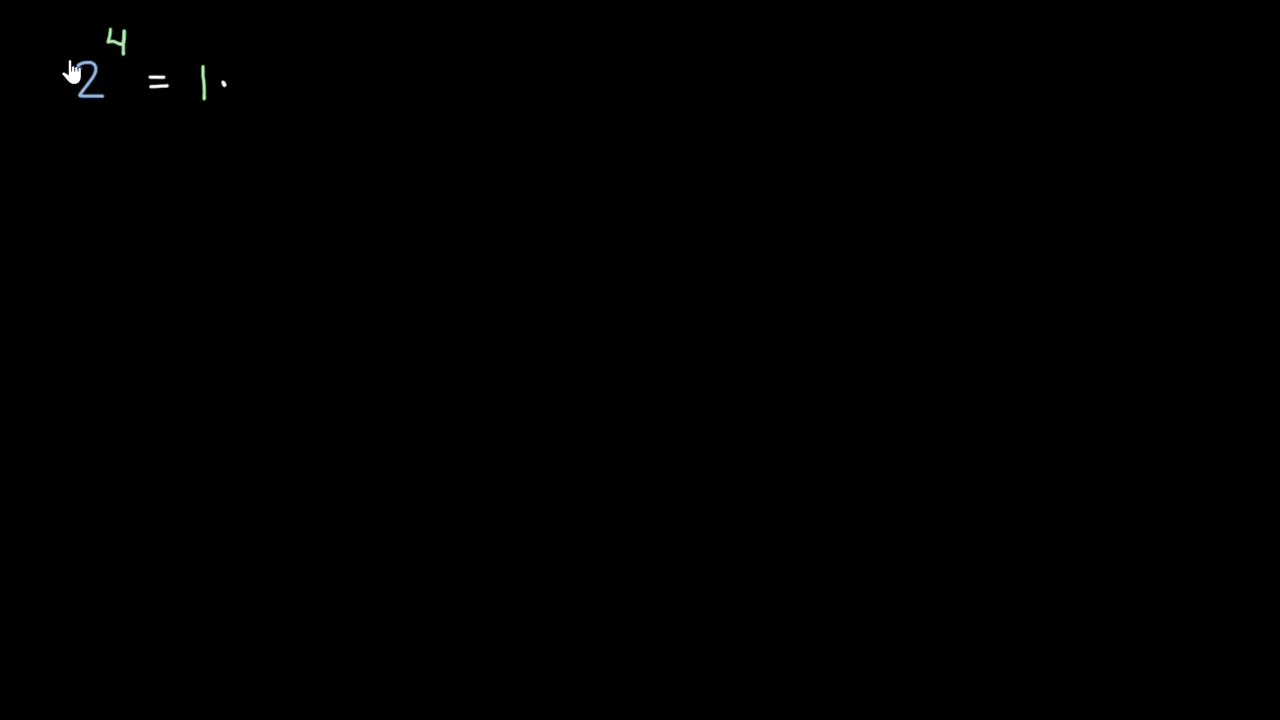 2⁴ = 1 ·